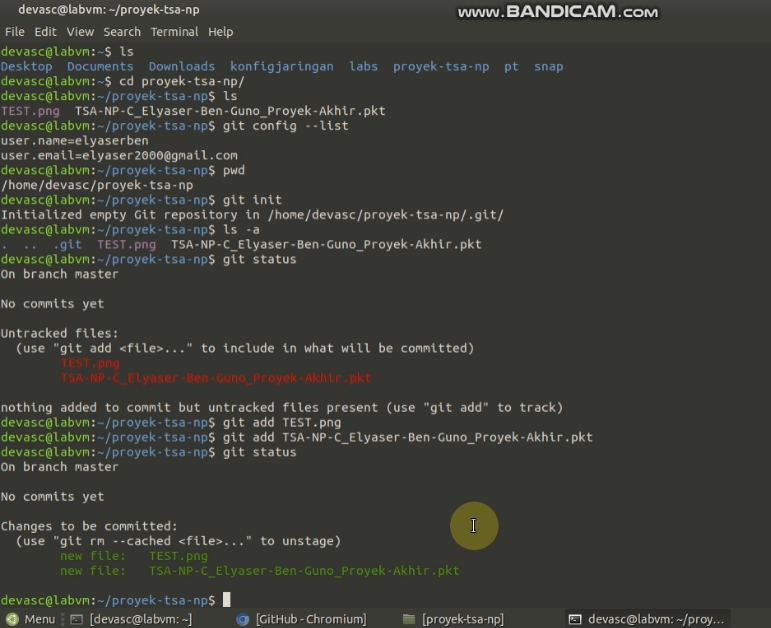 devasc@labvm: ~/proyek-tsa-np
www.BANDICAM.com
File Edit View Search Terminal Help
devasc@labvm:~$ ls
Desktop Documents Downloads konfigjaringan labs proyek-tsa-np pt snap
devasc@labvm:~$ cd proyek-tsa-np/
devasc@labvm:~/proyek-tsa-np$ ls
TEST.png TSA-NP-C_Elyaser-Ben-Guno_Proyek-Akhir.pkt
devasc@labvm:~/proyek-tsa-np$ git config --list
user.name=elyaserben
user.email=elyaser2000@gmail.com
devasc@labvm:~/proyek-tsa-np$ pwd
/home/devasc/proyek-tsa-np
devasc@labvm:~/proyek-tsa-np$ git init
Initialized empty Git repository in /home/devasc/proyek-tsa-np/.git/
devasc@labvm:~/proyek-tsa-np$ ls -a
. .. .git TEST.png TSA-NP-C_Elyaser-Ben-Guno_Proyek-Akhir.pkt
devasc@labvm:~/proyek-tsa-np$ git status
On branch master
No commits yet
Untracked files:
(use "git add <file>..." to include in what will be committed)
TEST.png
TSA-NP-C_Elyaser-Ben-Guno_Proyek-Akhir.pkt
nothing added to commit but untracked files present (use "git add" to track)
devasc@labvm:~/proyek-tsa-np$ git add TEST.png
devasc@labvm:~/proyek-tsa-np$ git add TSA-NP-C_Elyaser-Ben-Guno_Proyek-Akhir.pkt
devasc@labvm:~/proyek-tsa-np$ git status
On branch master
No commits yet
Changes to be committed:
(use "git rm --cached <file>..." to unstage)
new file: TEST.png
new file: TSA-NP-C_Elyaser-Ben-Guno_Proyek-Akhir.pkt
devasc@labvm:~/proyek-tsa-np$
Menu [devasc@labvm: ~] [GitHub - Chromium] [proyek-tsa-np] devasc@labvm: ~/proy...